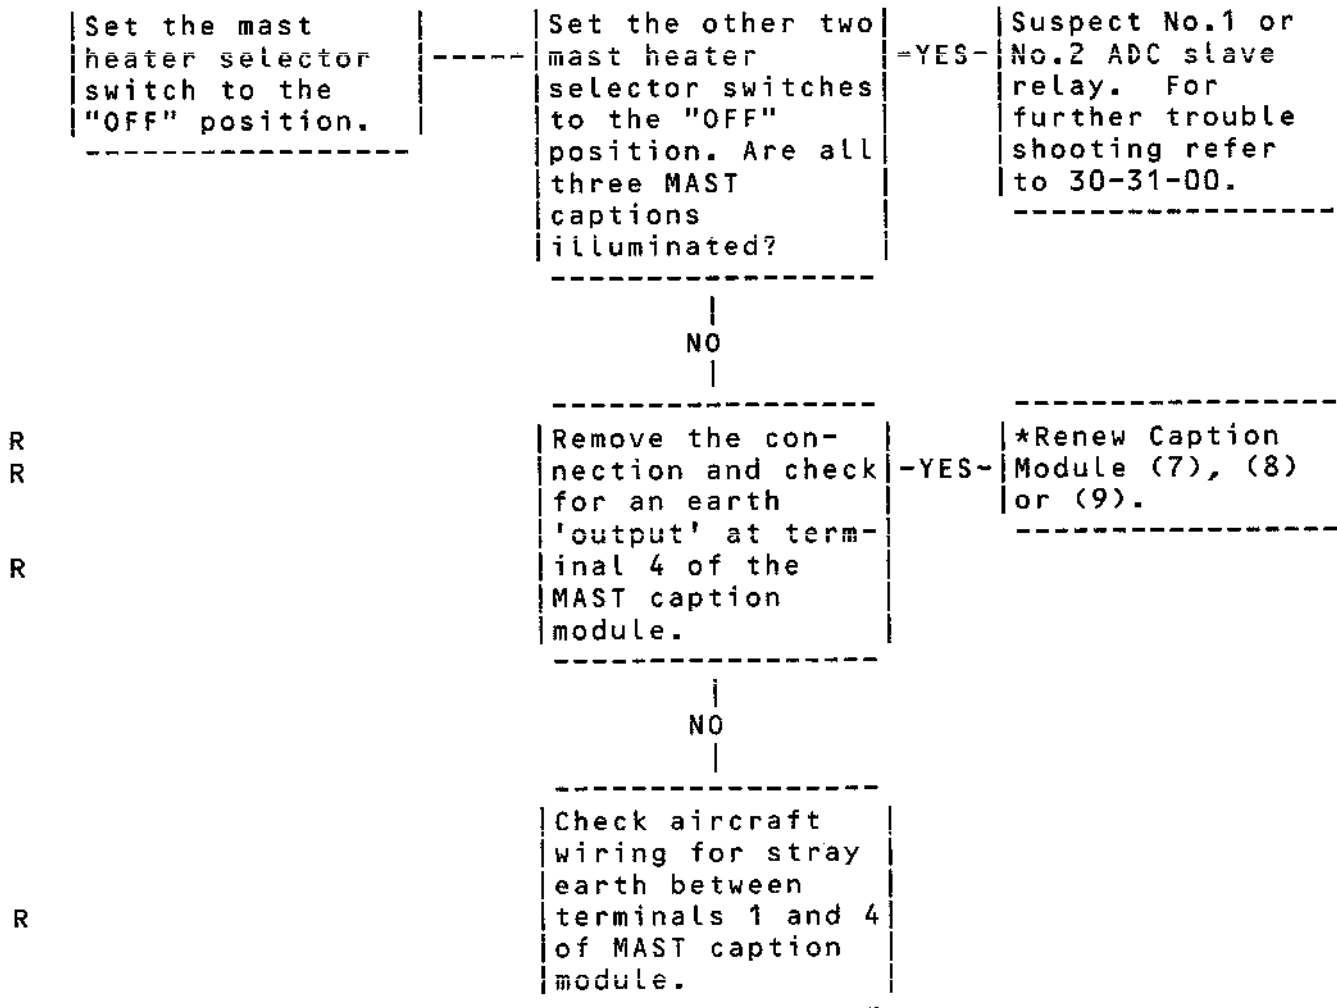 Set the mast
heater selector
switch to the
"OFF" position.
Set the other two
mast heater
selector switches
to the "OFF"
position. Are all
three MAST
captions
illuminated?
YES
Suspect No.1 or
No.2 ADC slave
relay. For
further trouble
shooting refer
to 30-31-00.
NO
R
R
R
Remove the con-
nection and check
for an earth
'output' at term-
inal 4 of the
MAST caption
module.
YES
*Renew Caption
Module (7), (8)
or (9).
NO
R
Check aircraft
wiring for stray
earth between
terminals 1 and 4
of MAST caption
module.